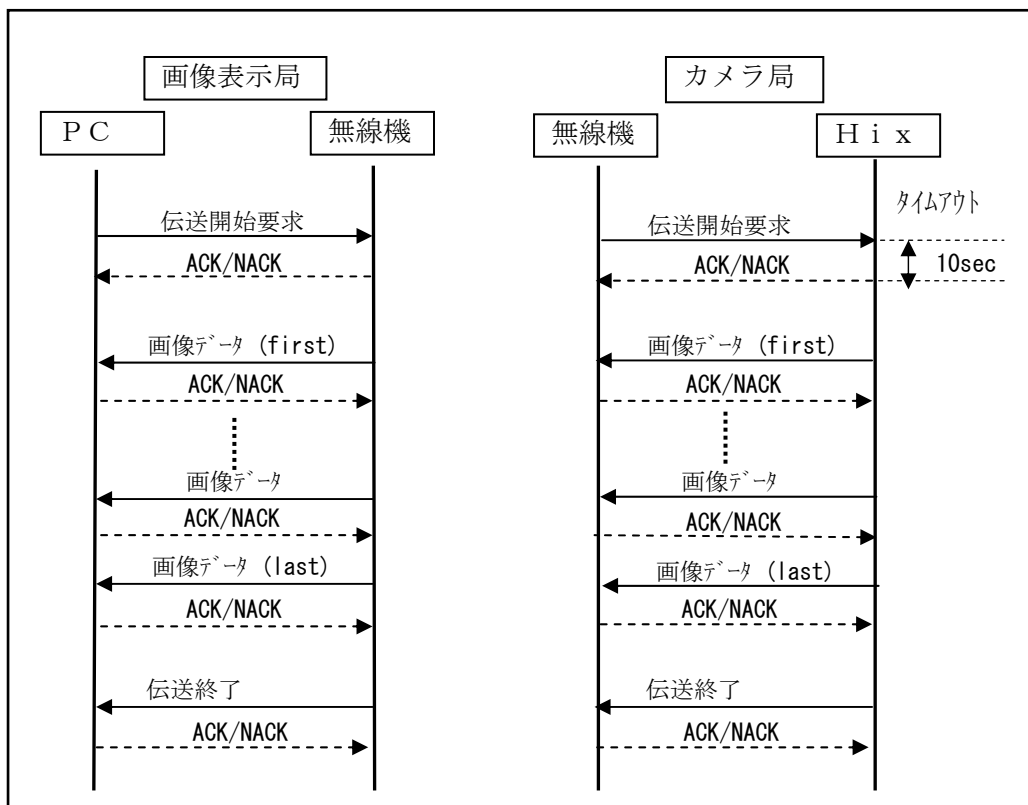 画像表示局 カメラ局
ＰＣ 無線機 無線機 Ｈｉｘ
ﾀｲﾑｱｳﾄ
伝送開始要求 伝送開始要求
ACK/NACK ACK/NACK 10sec
画像ﾃﾞｰﾀ (first) 画像ﾃﾞｰﾀ (first)
ACK/NACK ACK/NACK
画像ﾃﾞｰﾀ 画像ﾃﾞｰﾀ
ACK/NACK ACK/NACK
画像ﾃﾞｰﾀ (last) 画像ﾃﾞｰﾀ (last)
ACK/NACK ACK/NACK
伝送終了 伝送終了
ACK/NACK ACK/NACK